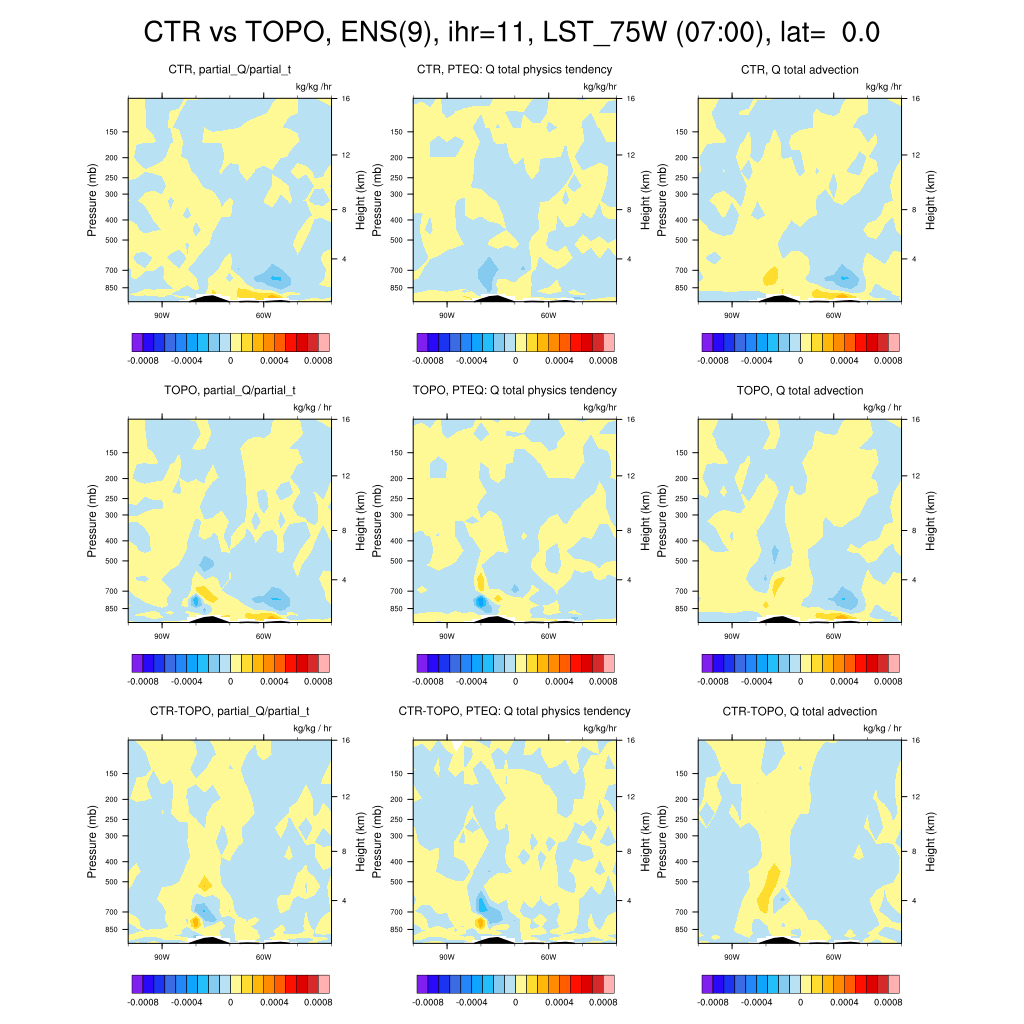 CTR vs TOPO, ENS(9), ihr=11, LST_75W (07:00), lat=  0.0
CTR, partial_Q/partial_t
CTR, PTEQ: Q total physics tendency
CTR, Q total advection
kg/kg /hr
kg/kg/hr
kg/kg /hr
Pressure (mb)
150
200
250
300
400
500
700
850
16
12
8
4
Height (km)
90W
60W
-0.0008 -0.0004 0 0.0004 0.0008
Pressure (mb)
150
200
250
300
400
500
700
850
16
12
8
4
Height (km)
90W
60W
-0.0008 -0.0004 0 0.0004 0.0008
Pressure (mb)
150
200
250
300
400
500
700
850
16
12
8
4
Height (km)
90W
60W
-0.0008 -0.0004 0 0.0004 0.0008
TOPO, partial_Q/partial_t
TOPO, PTEQ: Q total physics tendency
TOPO, Q total advection
kg/kg / hr
kg/kg/hr
kg/kg / hr
Pressure (mb)
150
200
250
300
400
500
700
850
16
12
8
4
Height (km)
90W
60W
-0.0008 -0.0004 0 0.0004 0.0008
Pressure (mb)
150
200
250
300
400
500
700
850
16
12
8
4
Height (km)
90W
60W
-0.0008 -0.0004 0 0.0004 0.0008
Pressure (mb)
150
200
250
300
400
500
700
850
16
12
8
4
Height (km)
90W
60W
-0.0008 -0.0004 0 0.0004 0.0008
CTR-TOPO, partial_Q/partial_t
CTR-TOPO, PTEQ: Q total physics tendency
CTR-TOPO, Q total advection
kg/kg / hr
kg/kg/hr
kg/kg / hr
Pressure (mb)
150
200
250
300
400
500
700
850
16
12
8
4
Height (km)
90W
60W
-0.0008 -0.0004 0 0.0004 0.0008
Pressure (mb)
150
200
250
300
400
500
700
850
16
12
8
4
Height (km)
90W
60W
-0.0008 -0.0004 0 0.0004 0.0008
Pressure (mb)
150
200
250
300
400
500
700
850
16
12
8
4
Height (km)
90W
60W
-0.0008 -0.0004 0 0.0004 0.0008